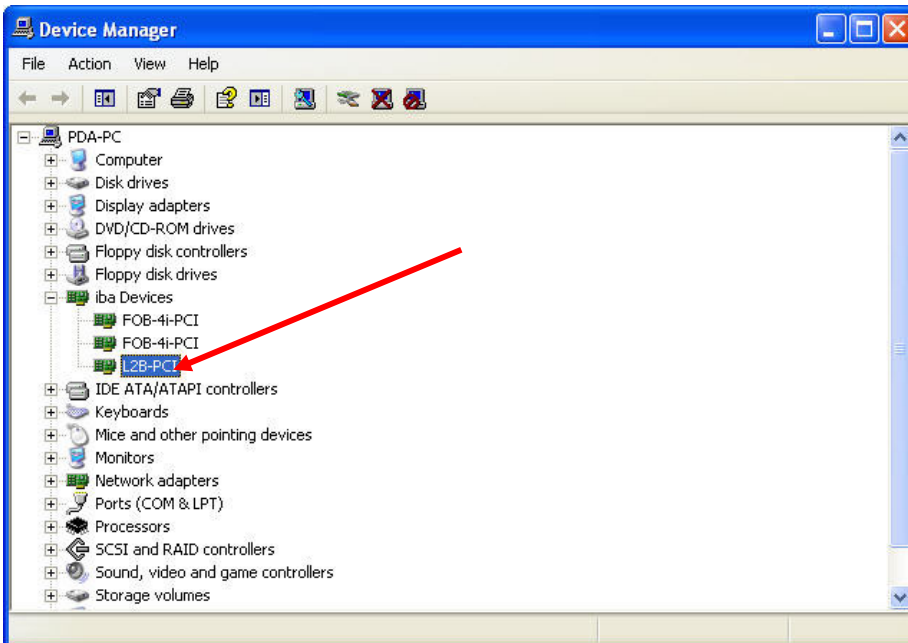 Device Manager
File Action View Help
PDA-PC
Computer
Disk drives
Display adapters
DVD/CD-ROM drives
Floppy disk controllers
Floppy disk drives
iba Devices
FOB-4i-PCI
FOB-4i-PCI
L2B-PCI
IDE ATA/ATAPI controllers
Keyboards
Mice and other pointing devices
Monitors
Network adapters
Ports (COM & LPT)
Processors
SCSI and RAID controllers
Sound, video and game controllers
Storage volumes